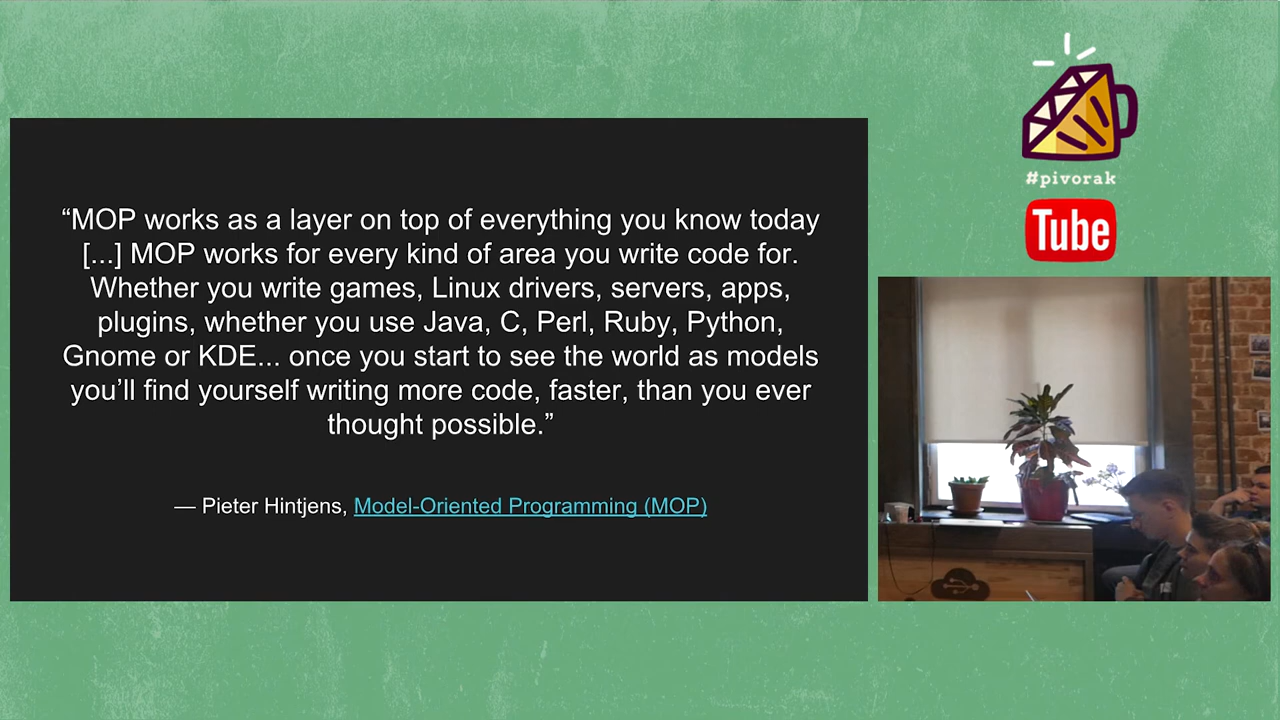 “MOP works as a layer on top of everything you know today
[...] MOP works for every kind of area you write code for.
Whether you write games, Linux drivers, servers, apps,
plugins, whether you use Java, C, Perl, Ruby, Python,
Gnome or KDE... once you start to see the world as models
you’ll find yourself writing more code, faster, than you ever
thought possible.”
— Pieter Hintjens, Model-Oriented Programming (MOP)
#pivorak
Tube